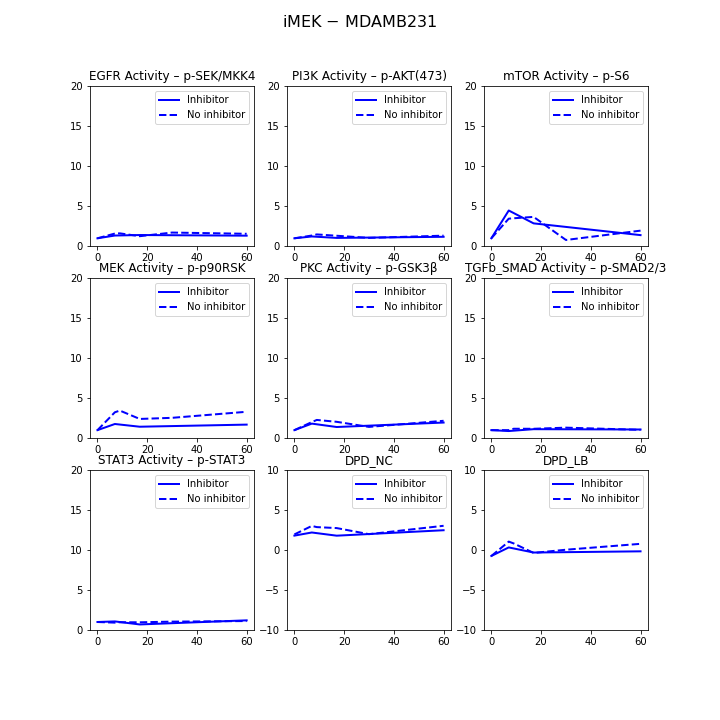 iMEK − MDAMB231
EGFR Activity – p-SEK/MKK4
PI3K Activity – p-AKT(473)
mTOR Activity – p-S6
20
15
10
5
0
Inhibitor
No inhibitor
0 20 40 60
20
15
10
5
0
Inhibitor
No inhibitor
0 20 40 60
20
15
10
5
0
Inhibitor
No inhibitor
0 20 40 60
MEK Activity – p-p90RSK
PKC Activity – p-GSK3β
TGFb_SMAD Activity – p-SMAD2/3
20
15
10
5
0
Inhibitor
No inhibitor
0 20 40 60
20
15
10
5
0
Inhibitor
No inhibitor
0 20 40 60
20
15
10
5
0
Inhibitor
No inhibitor
0 20 40 60
STAT3 Activity – p-STAT3
DPD_NC
DPD_LB
20
15
10
5
0
Inhibitor
No inhibitor
0 20 40 60
10
5
0
−5
−10
Inhibitor
No inhibitor
0 20 40 60
10
5
0
−5
−10
Inhibitor
No inhibitor
0 20 40 60